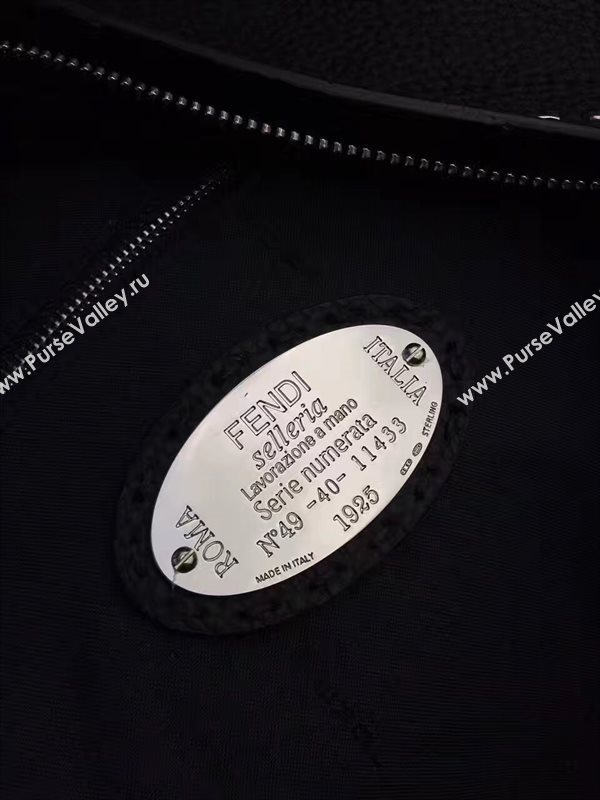 FENDI
Selleria
Lavorazione a mano
Serie numerata
N°49 -40- 11433
1925
ROMA
ITALIA
MADE IN ITALY
STERLING
www.PurseValley.ru
www.PurseValley.ru